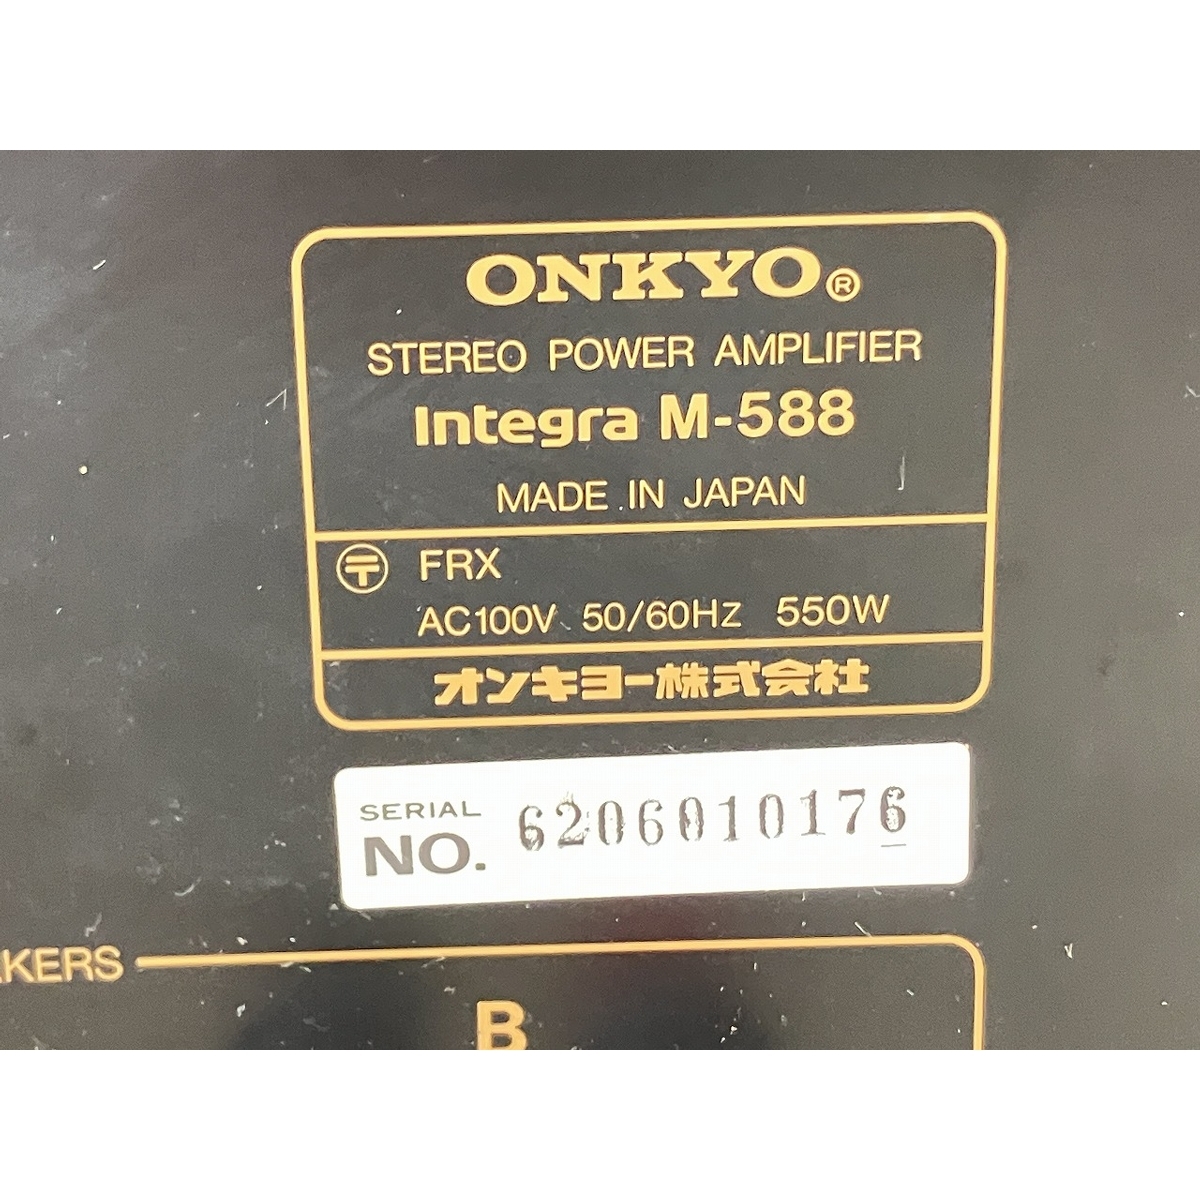 ONKYO®
STEREO POWER AMPLIFIER
Integra M-588
MADE IN JAPAN
〶 FRX
AC100V 50/60Hz 550W
オンキヨー株式会社
SERIAL
NO. 6206010176
AKERS
B